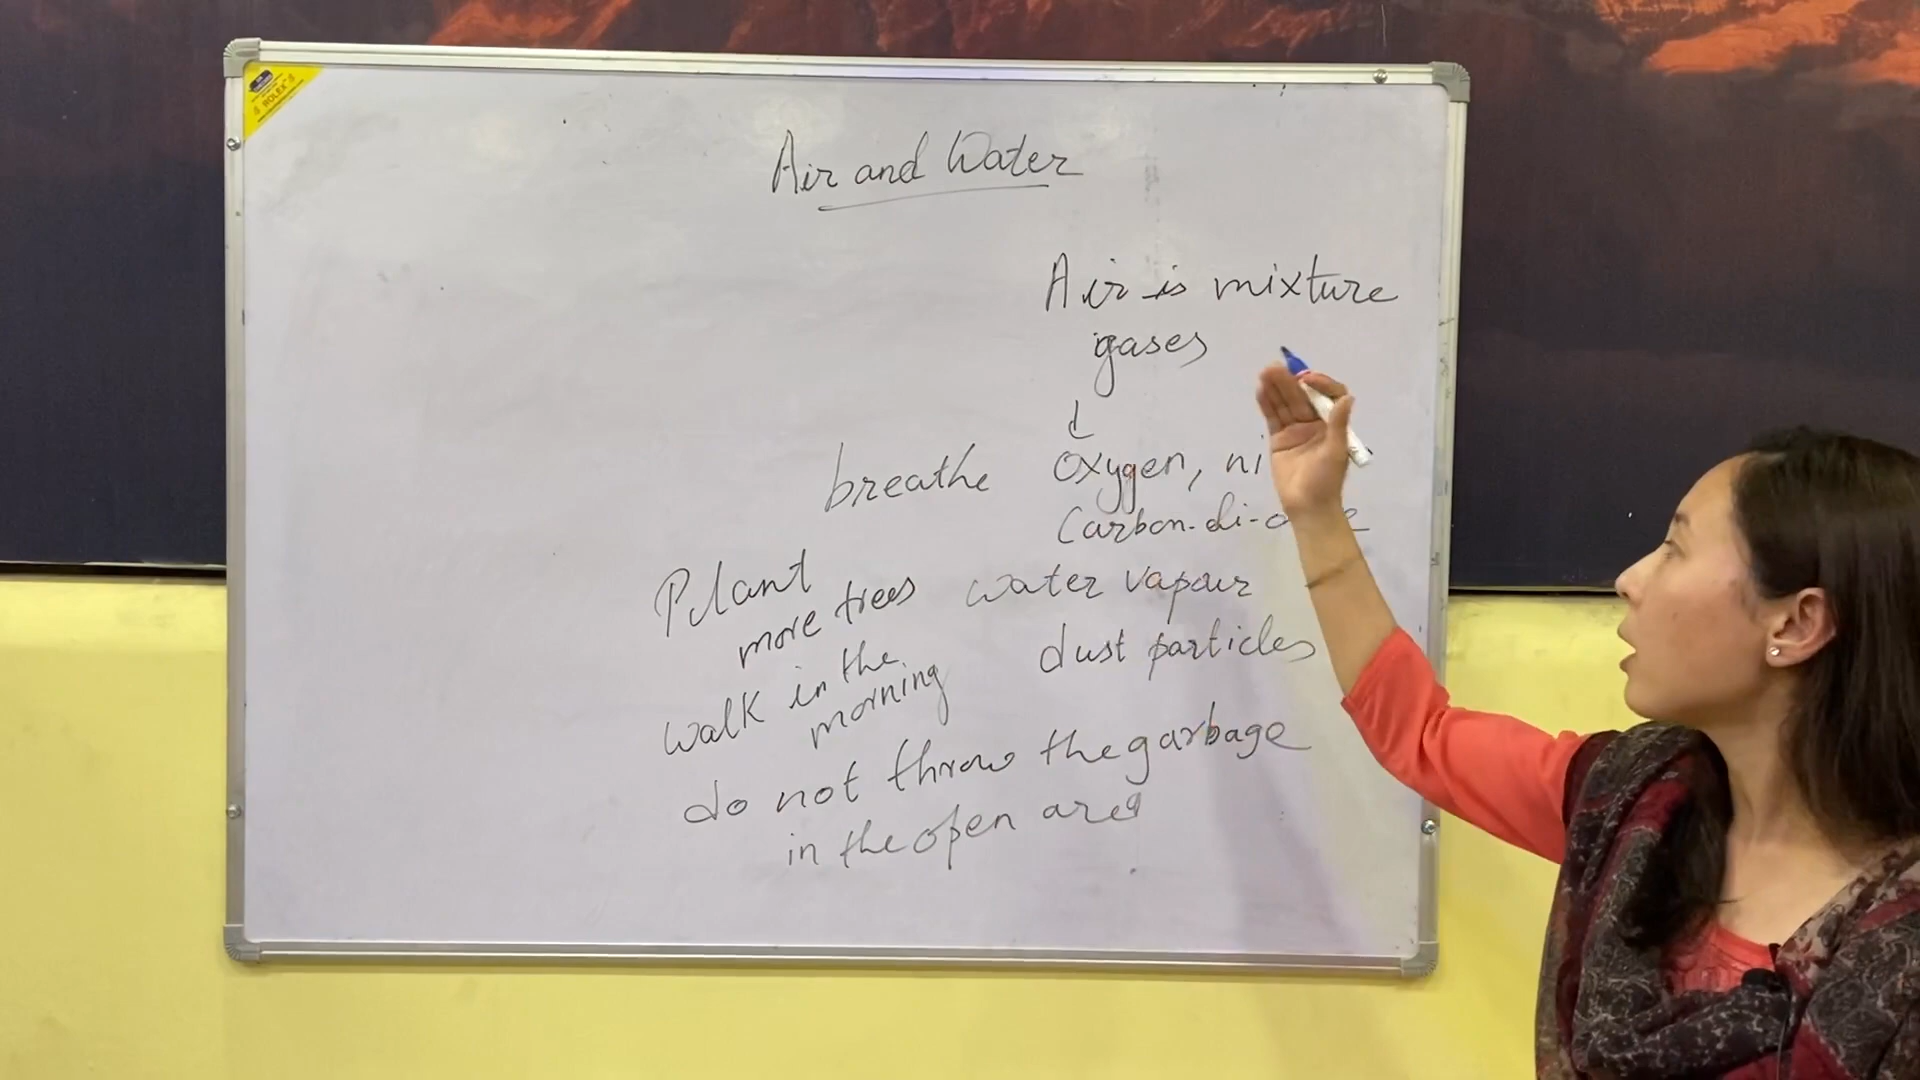 ROLEX
Air and Water
Air is mixture
gases
breathe
oxygen, ni
Carbon-di-
Plant
more trees
water vapour
walk in the
morning
dust particles
do not throw the garbage
in the open area